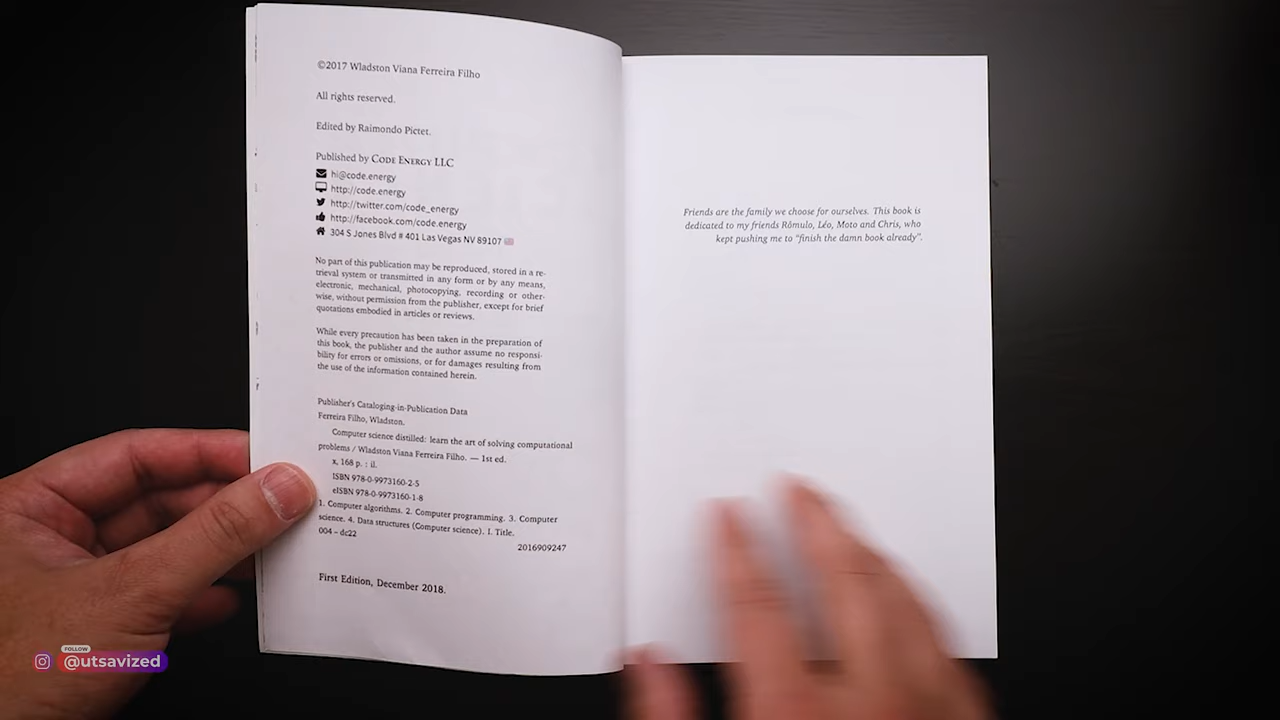 ©2017 Wladston Viana Ferreira Filho
All rights reserved.
Edited by Raimondo Pictet.
Published by CODE ENERGY LLC
hi@code.energy
http://code.energy
http://twitter.com/code_energy
http://facebook.com/code.energy
304 S Jones Blvd # 401 Las Vegas NV 89107
No part of this publication may be reproduced, stored in a re-
trieval system or transmitted in any form or by any means,
electronic, mechanical, photocopying, recording or other-
wise, without permission from the publisher, except for brief
quotations embodied in articles or reviews.
While every precaution has been taken in the preparation of
this book, the publisher and the author assume no responsi-
bility for errors or omissions, or for damages resulting from
the use of the information contained herein.
Publisher's Cataloging-in-Publication Data
Ferreira Filho, Wladston.
Computer science distilled: learn the art of solving computational
problems / Wladston Viana Ferreira Filho. — 1st ed.
x, 168 p. : il.
ISBN 978-0-9973160-2-5
eISBN 978-0-9973160-1-8
1. Computer algorithms. 2. Computer programming. 3. Computer
science. 4. Data structures (Computer science). I. Title.
004 – dc22
2016909247
First Edition, December 2018.
Friends are the family we choose for ourselves. This book is
dedicated to my friends Rômulo, Léo, Moto and Chris, who
kept pushing me to “finish the damn book already”.
FOLLOW
@utsavized